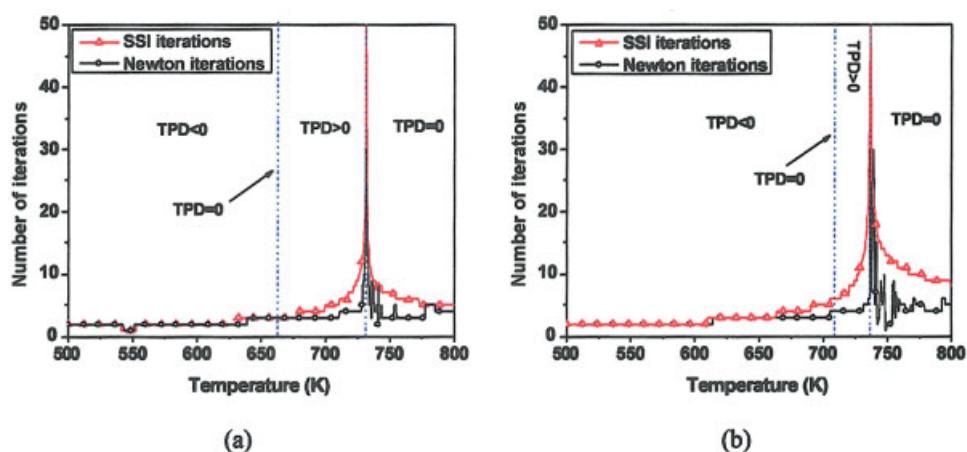 50
40
30
20
10
0
Number of iterations
SSI iterations
Newton iterations
TPD<0
TPD>0
TPD=0
TPD=0
500 550 600 650 700 750 800
Temperature (K)
(a)
50
40
30
20
10
0
Number of iterations
SSI iterations
Newton iterations
TPD>0
TPD<0
TPD=0
TPD=0
500 550 600 650 700 750 800
Temperature (K)
(b)